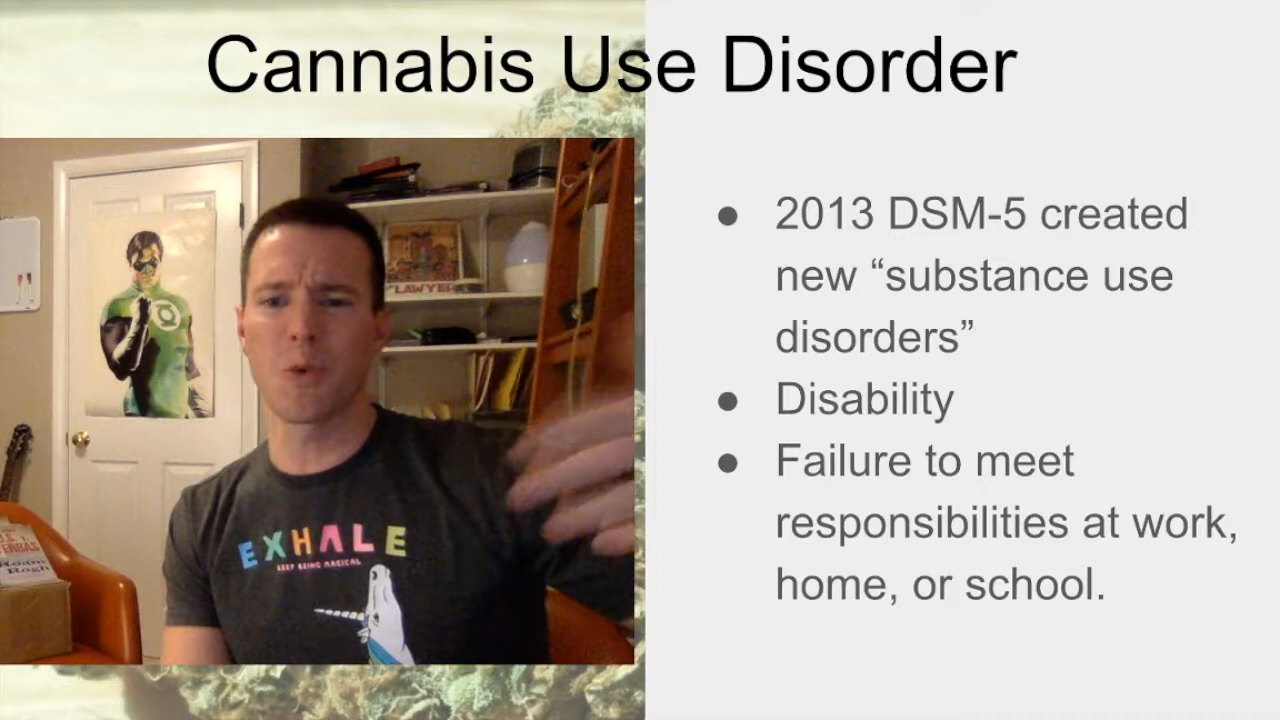 Cannabis Use Disorder
● 2013 DSM-5 created
new “substance use
disorders”
● Disability
● Failure to meet
responsibilities at work,
home, or school.
LAWYER
EXHALE
KEEP BEING MAGICAL